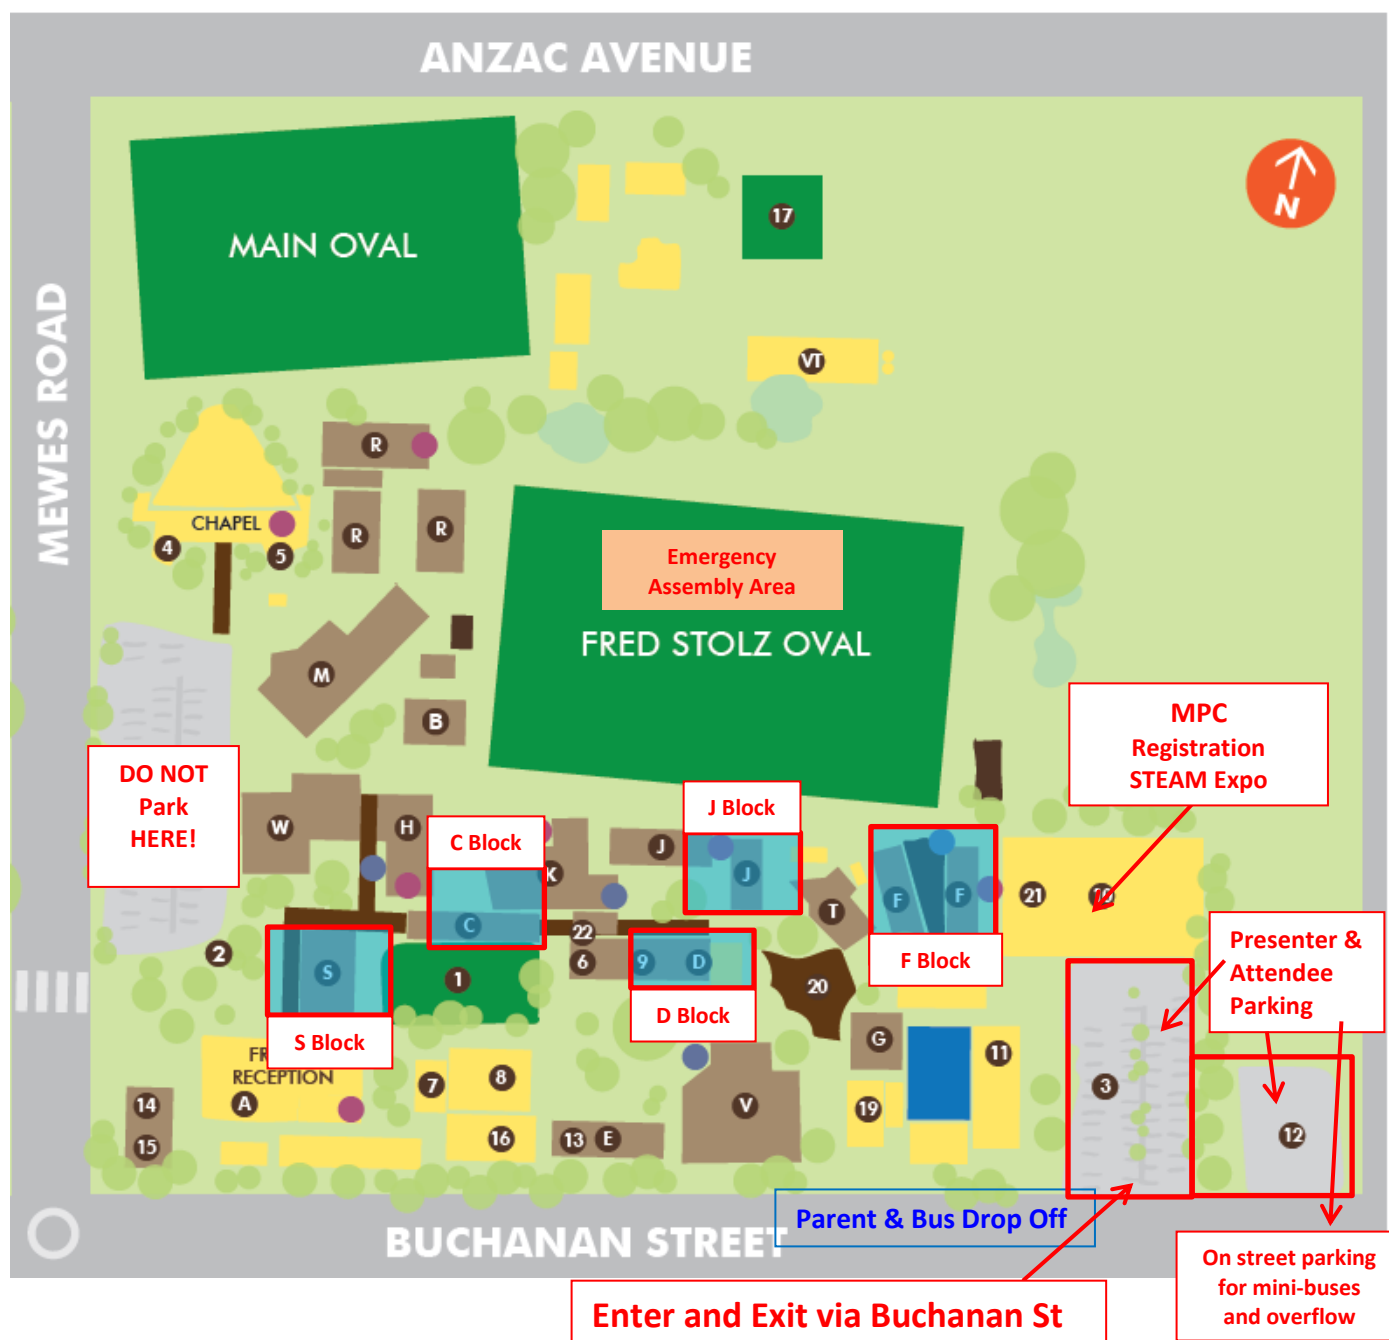 ANZAC AVENUE
MEWES ROAD
N
MAIN OVAL
17
VT
R
R
R
CHAPEL
4
5
Emergency
Assembly Area
FRED STOLZ OVAL
M
B
MPC
Registration
STEAM Expo
DO NOT
Park
HERE!
W
H
C Block
J Block
K
J
J
T
F
F
21
C
22
6
9
D
2
S
1
20
F Block
D Block
S Block
Presenter &
Attendee
Parking
RECEPTION
A
7
8
G
11
3
14
15
16
13
E
V
19
12
Parent & Bus Drop Off
BUCHANAN STREET
On street parking
for mini-buses
and overflow
Enter and Exit via Buchanan St